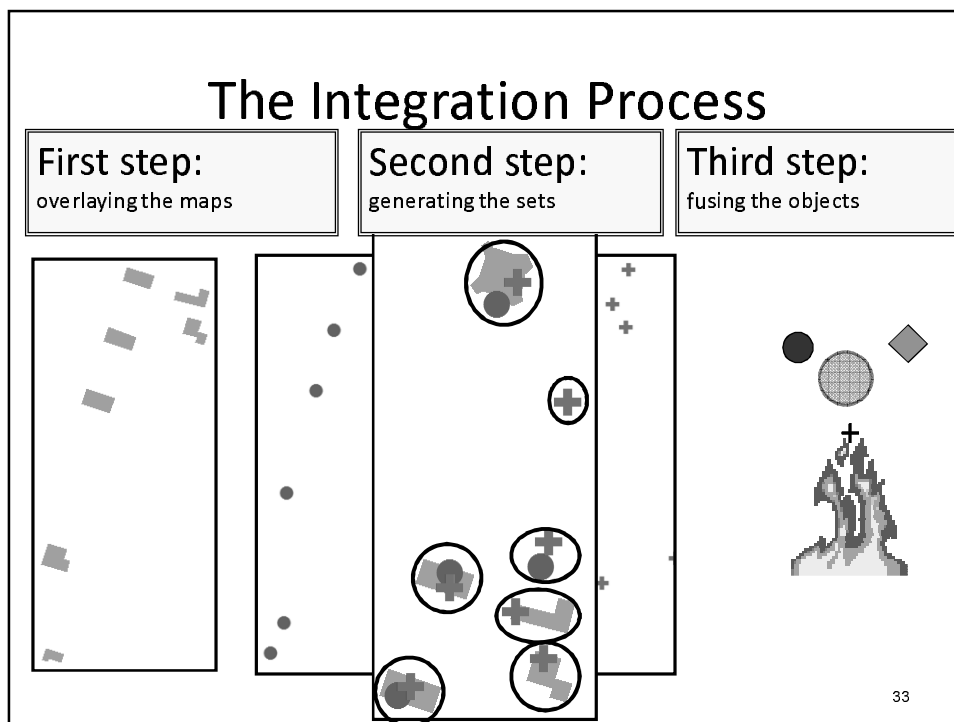 The Integration Process
First step:
overlaying the maps
Second step:
generating the sets
Third step:
fusing the objects
33